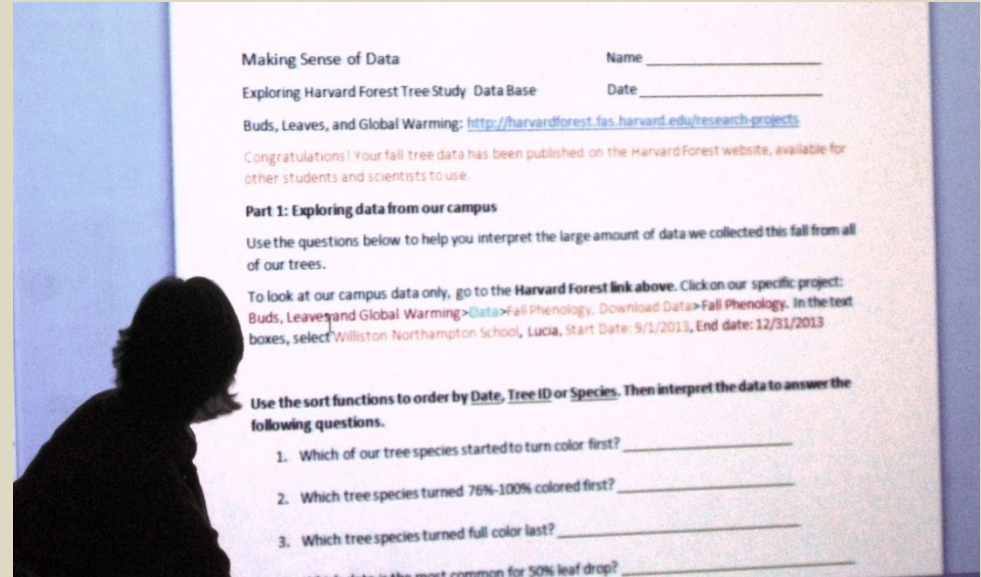 Making Sense of Data Name
Exploring Harvard Forest Tree Study Data Base Date
Buds, Leaves, and Global Warming: http://harvardforest.fas.harvard.edu/research-projects
Congratulations! Your fall tree data has been published on the Harvard Forest website, available for
other students and scientists to use.
Part 1: Exploring data from our campus
Use the questions below to help you interpret the large amount of data we collected this fall from all
of our trees.
To look at our campus data only, go to the Harvard Forest link above. Click on our specific project:
Buds, Leaves and Global Warming>Data>Fall Phenology, Download Data>Fall Phenology. In the text
boxes, select Williston Northampton School, Lucia, Start Date: 9/1/2013, End date: 12/31/2013
Use the sort functions to order by Date, Tree ID or Species. Then interpret the data to answer the
following questions.
1. Which of our tree species started to turn color first?
2. Which tree species turned 76%-100% colored first?
3. Which tree species turned full color last?
is the most common for 50% leaf drop?